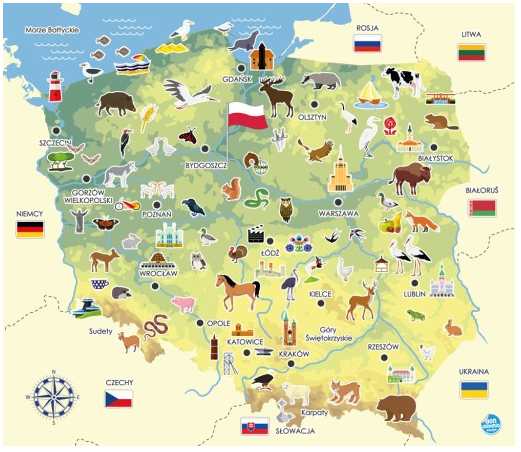 Morze Bałtyckie
ROSJA
LITWA
GDAŃSK
OLSZTYN
SZCZECIN
BIAŁYSTOK
BYDGOSZCZ
BIAŁORUŚ
GORZÓW
WIELKOPOLSKI
NIEMCY
POZNAŃ
WARSZAWA
ŁÓDŹ
WROCŁAW
KIELCE
LUBLIN
Sudety
OPOLE
Góry
Świętokrzyskie
KATOWICE
RZESZÓW
KRAKÓW
UKRAINA
CZECHY
Karpaty
SŁOWACJA
N
W
E
S